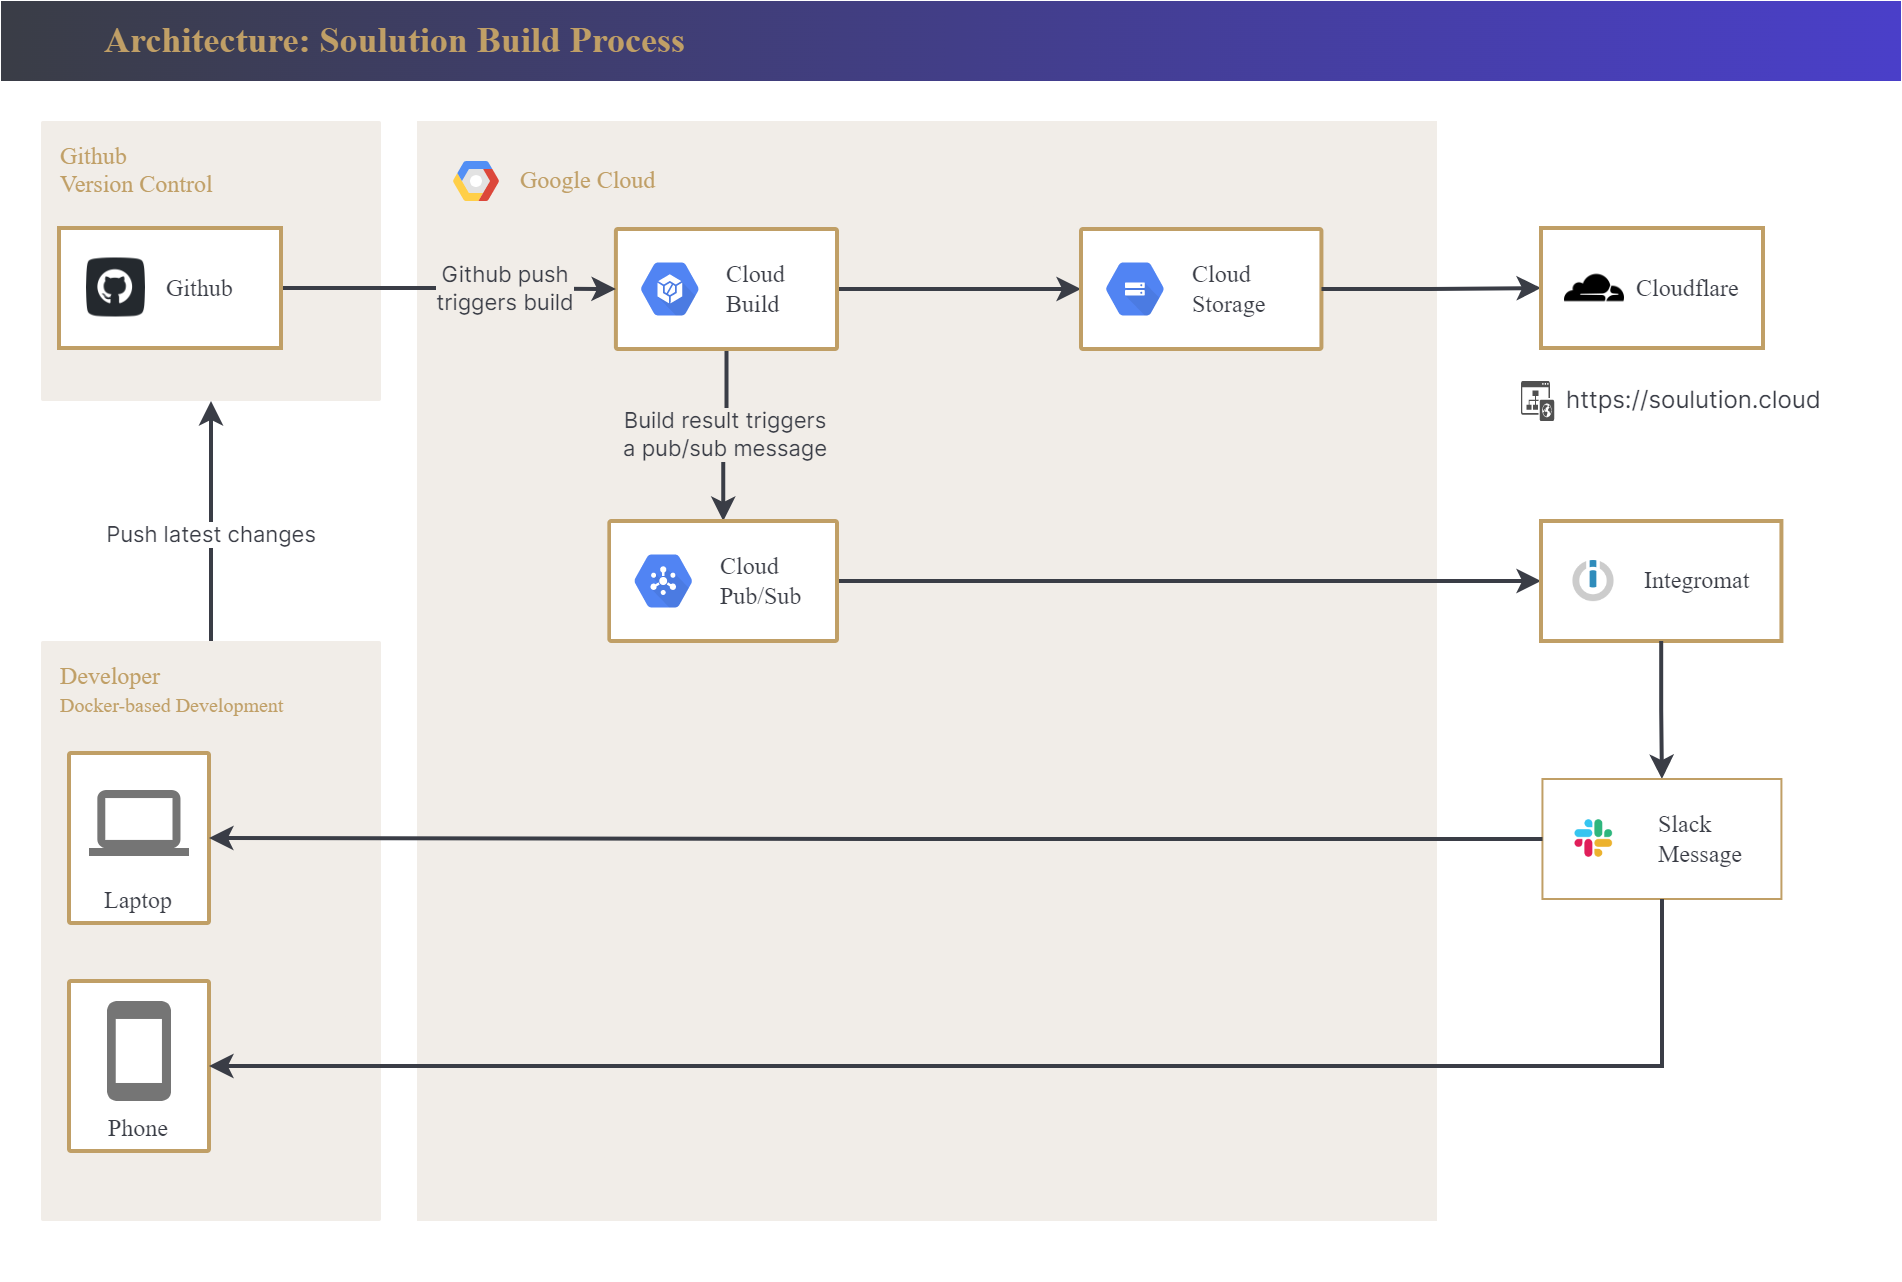 Architecture: Soulution Build Process
Github
Version Control
Github
Google Cloud
Github push
triggers build
Cloud
Build
Cloud
Storage
Cloudflare
https://soulution.cloud
Build result triggers
a pub/sub message
Push latest changes
Cloud
Pub/Sub
Integromat
Developer
Docker-based Development
Laptop
Slack
Message
Phone